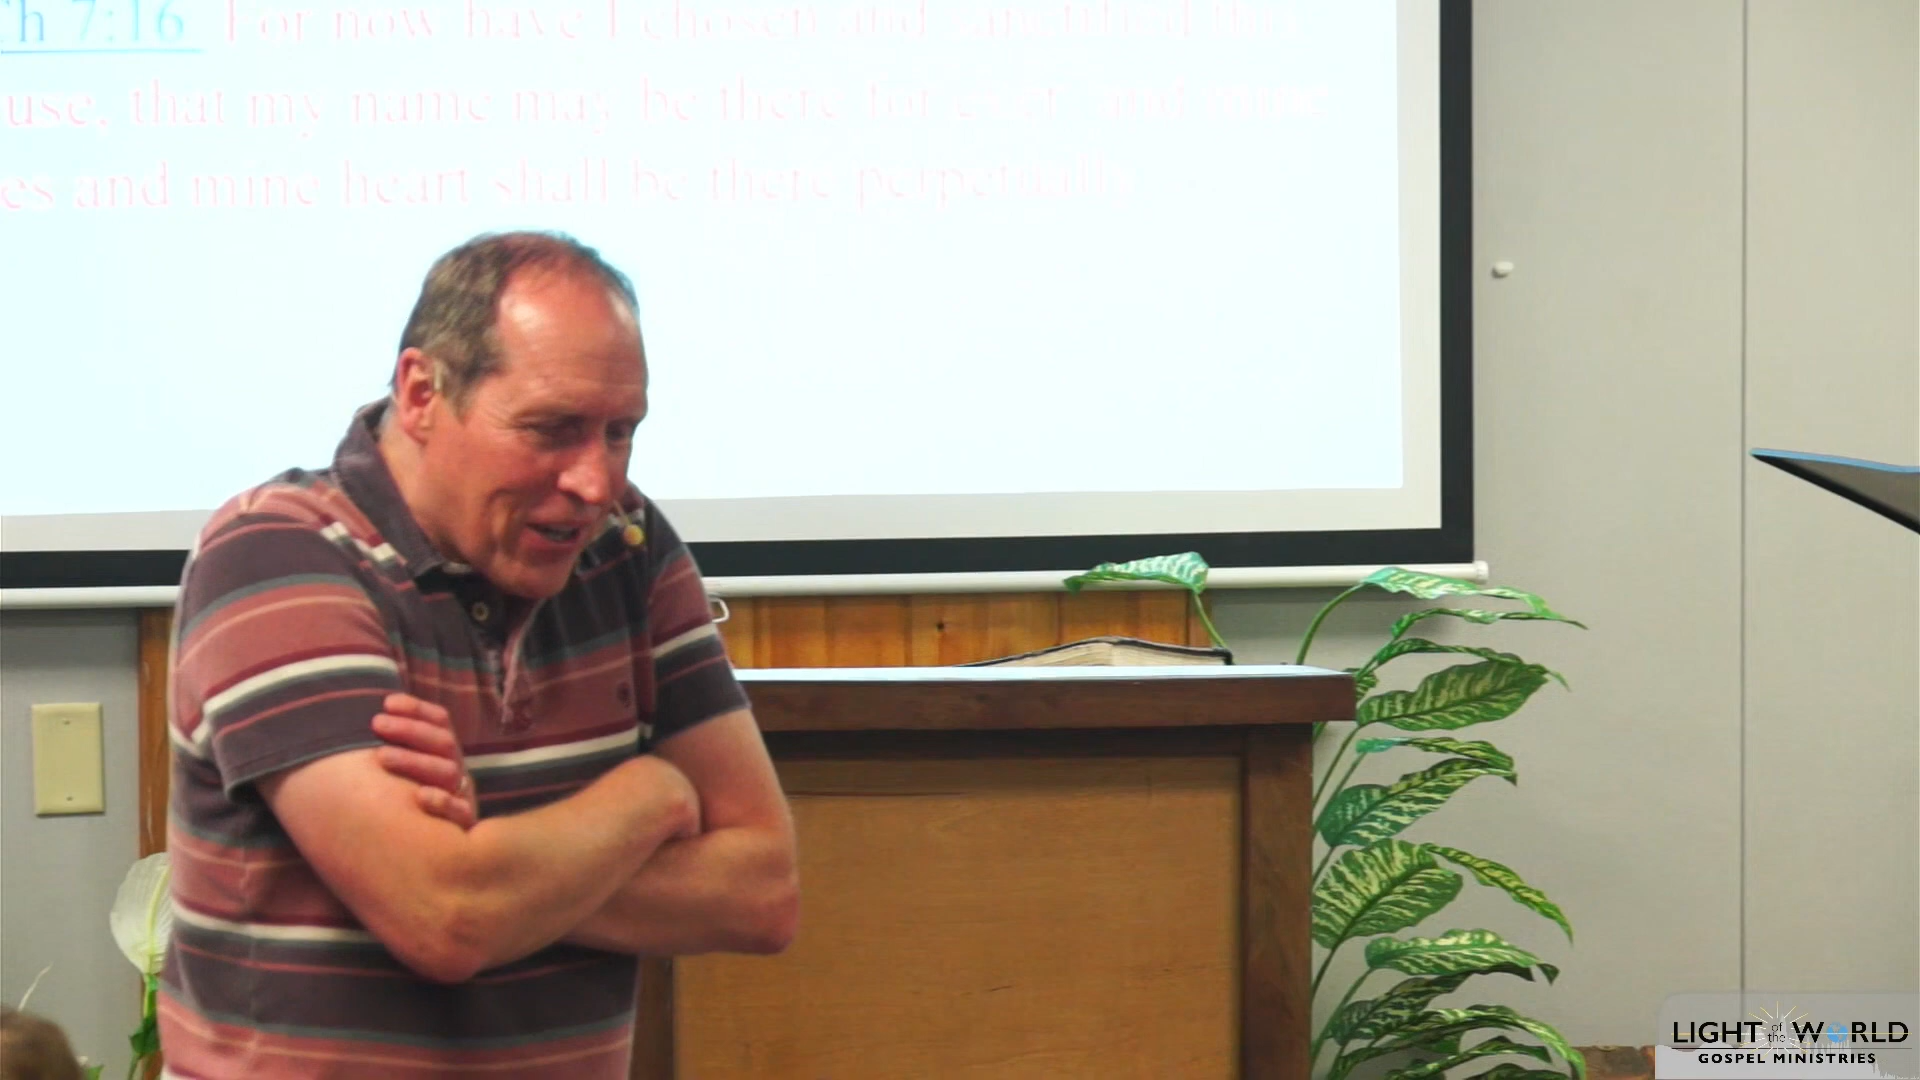 Ch 7:16 For now have I chosen and sanctified this
use, that my name may be there for ever: and mine
es and mine heart shall be there perpetually.
LIGHT of the WORLD
GOSPEL MINISTRIES